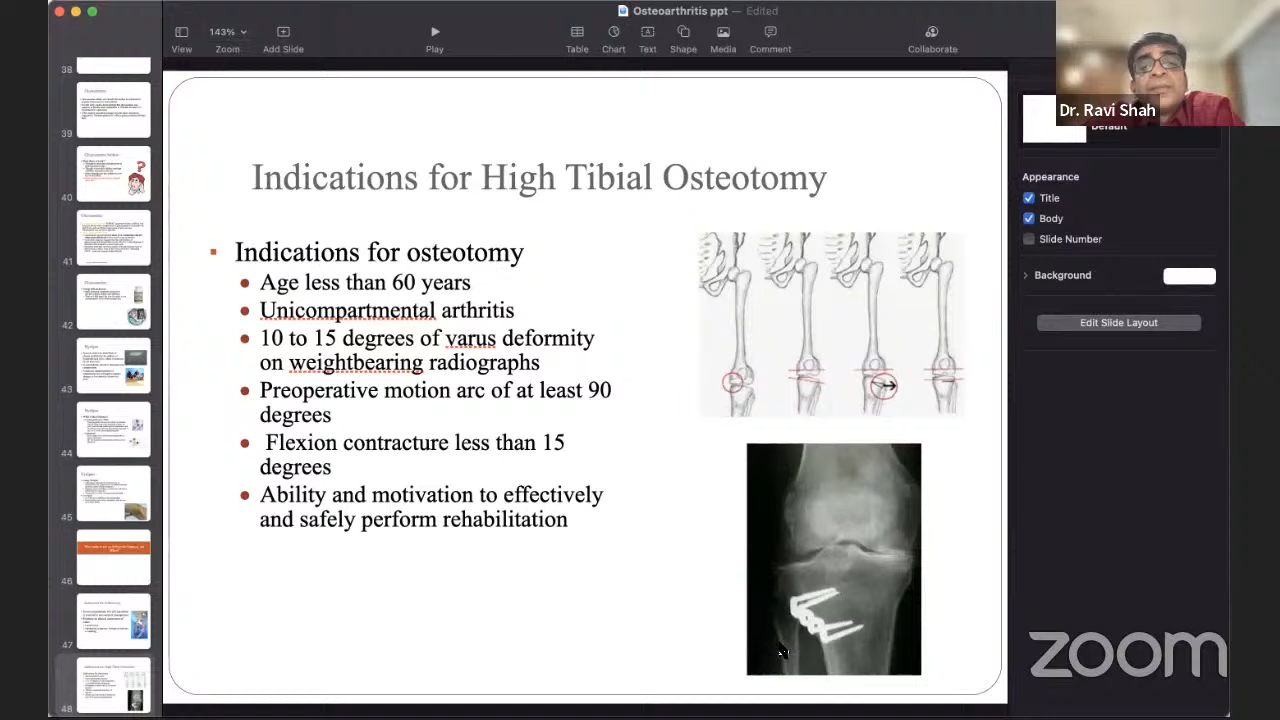 Osteoarthritis ppt — Edited
View
143%
Zoom
Add Slide
Play
Table
Chart
Text
Shape
Media
Comment
Collaborate
Dr. Ravi Shah
Default
Appearance
Title
Body
Slide Number
Background
Edit Slide Layout
38
39
40
41
42
43
44
45
46
47
48
Indications for High Tibial Osteotomy
▪ Indications for osteotomy
● Age less than 60 years
● Unicompartmental arthritis
● 10 to 15 degrees of varus deformity
on weightbearing radiographs
● Preoperative motion arc of at least 90
degrees
● Flexion contracture less than 15
degrees
● Ability and motivation to effectively
and safely perform rehabilitation
zoom